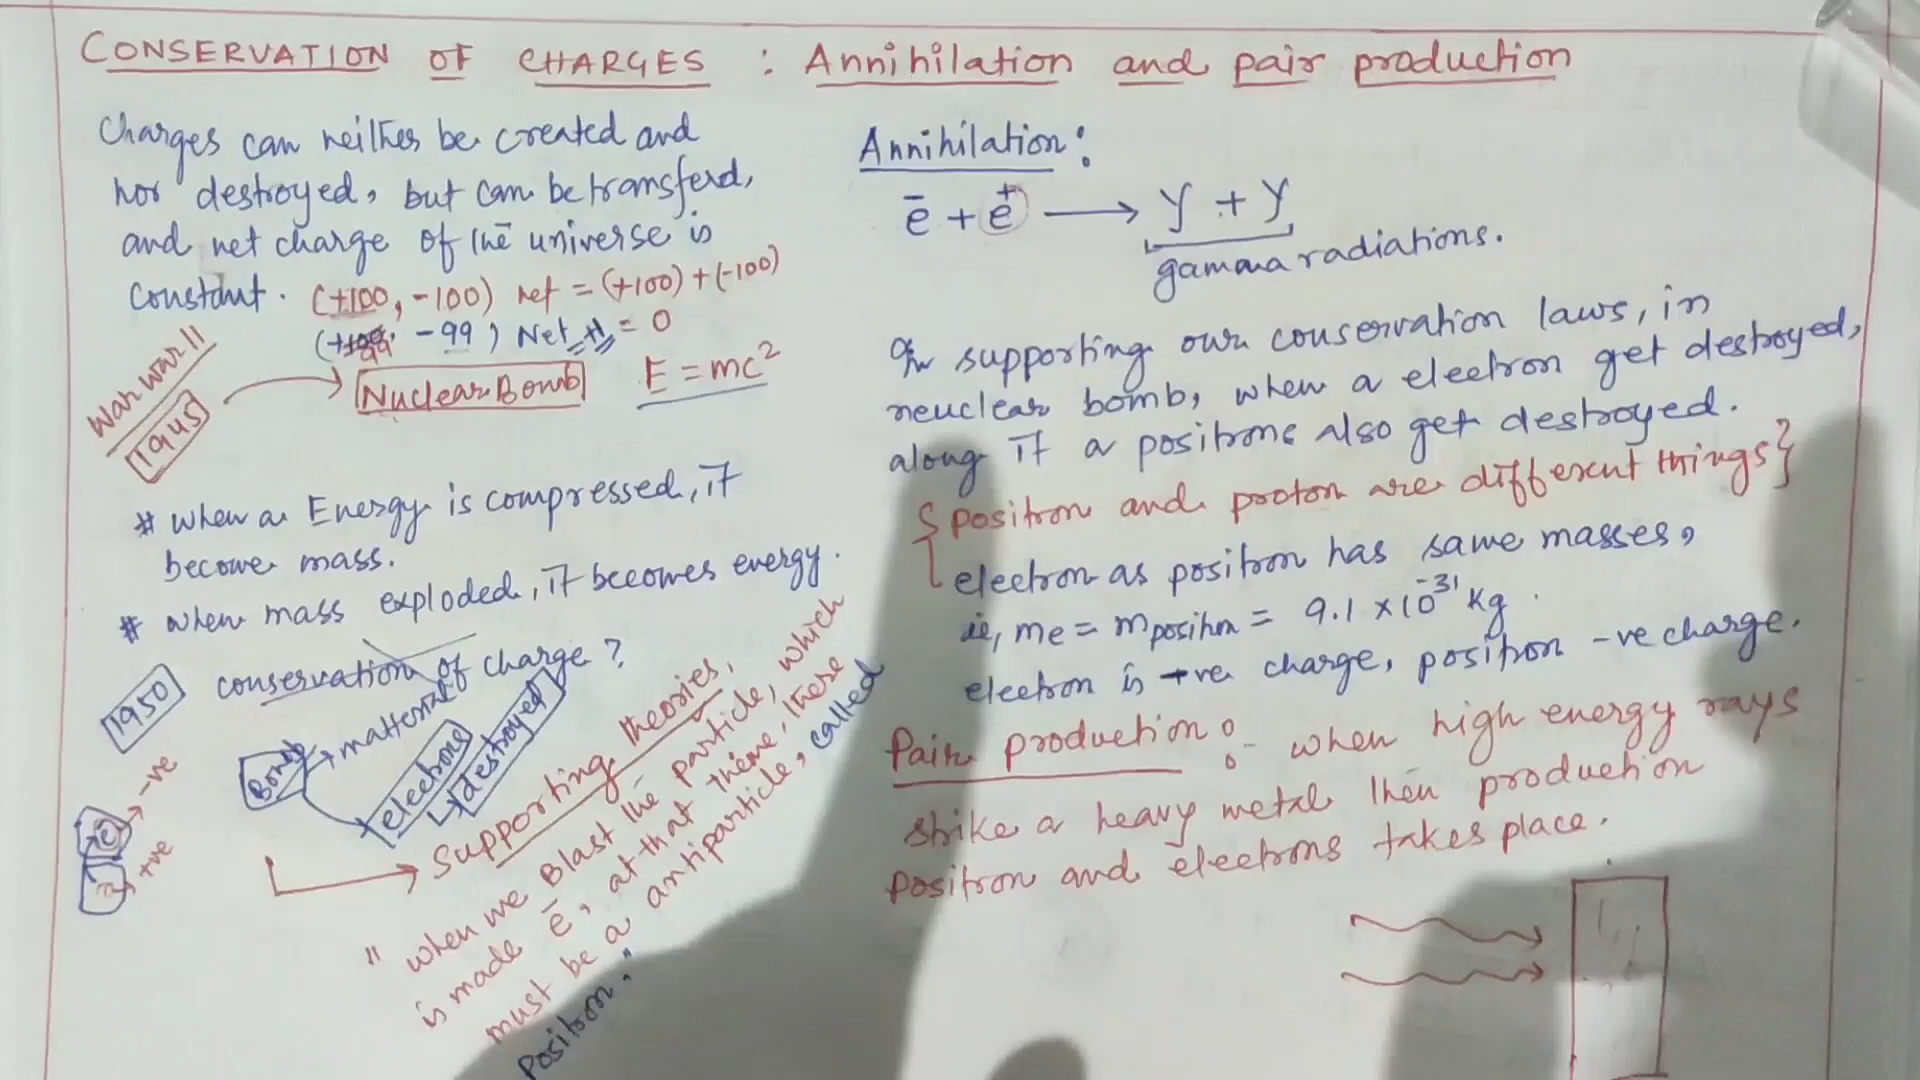 CONSERVATION OF CHARGES : Annihilation and pair production
Charges can neither be created and
nor destroyed, but can be transferd,
and net charge of the universe is
constant. (+100, -100) net = (+100) + (-100)
-99) Net +1 = 0
War war II
1945
Nuclear Bomb
E = mc²
# when a Energy is compressed, it
become mass.
# when mass exploded, it becomes energy.
1950
conservation of charge?
Bomb
electrons
destroyed
-ve
+ve
Supporting theories,
" when we Blast the particle, which
is made e⁻, at that theme, there
must be a antiparticle, called
Positron."
Annihilation:
e⁻ + e⁺ → γ + γ
gamma radiations.
In supporting our conservation laws, in
neuclear bomb, when a electron get destroyed,
along it a positrons also get destroyed.
{positron and proton are different things}
electron as positron has same masses,
ie, me = mpositron = 9.1 × 10⁻³¹ kg.
electron is +ve charge, positron -ve charge.
Pair production :- when high energy rays
strike a heavy metal then production
positron and electrons takes place.